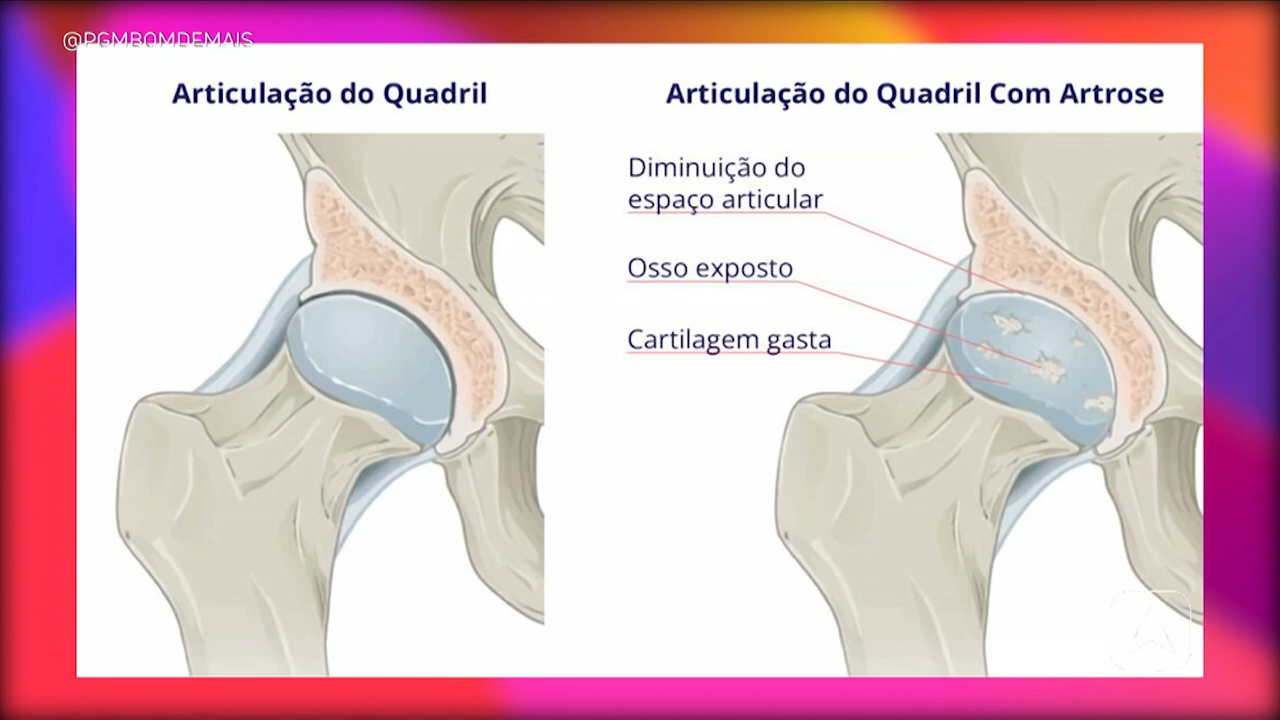 @PGMBOMDEMAIS
Articulação do Quadril
Articulação do Quadril Com Artrose
Diminuição do
espaço articular
Osso exposto
Cartilagem gasta